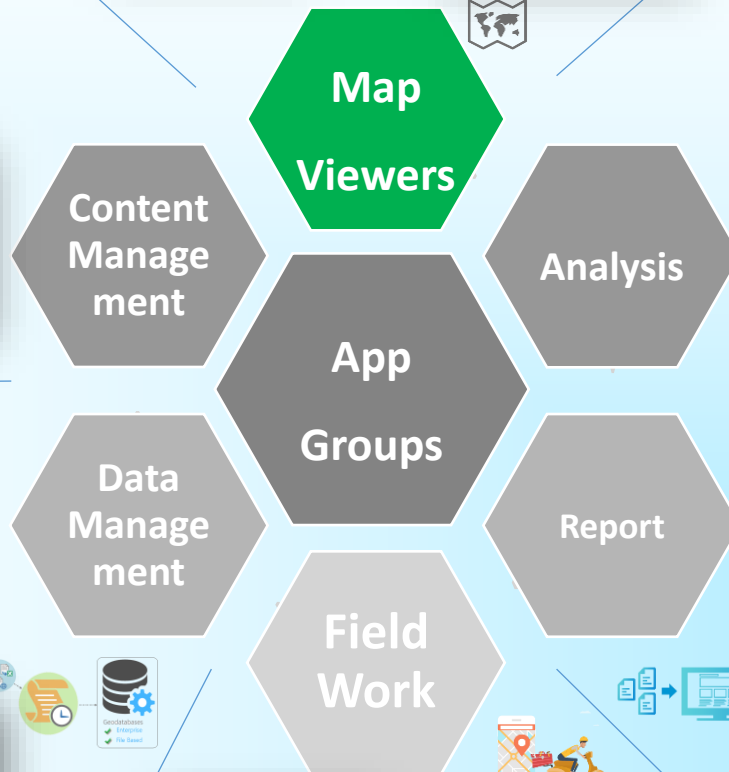 Map
Viewers
Content
Manage
ment
Analysis
App
Groups
Data
Manage
ment
Report
Field
Work
Geodatabases
Enterprise
File Based